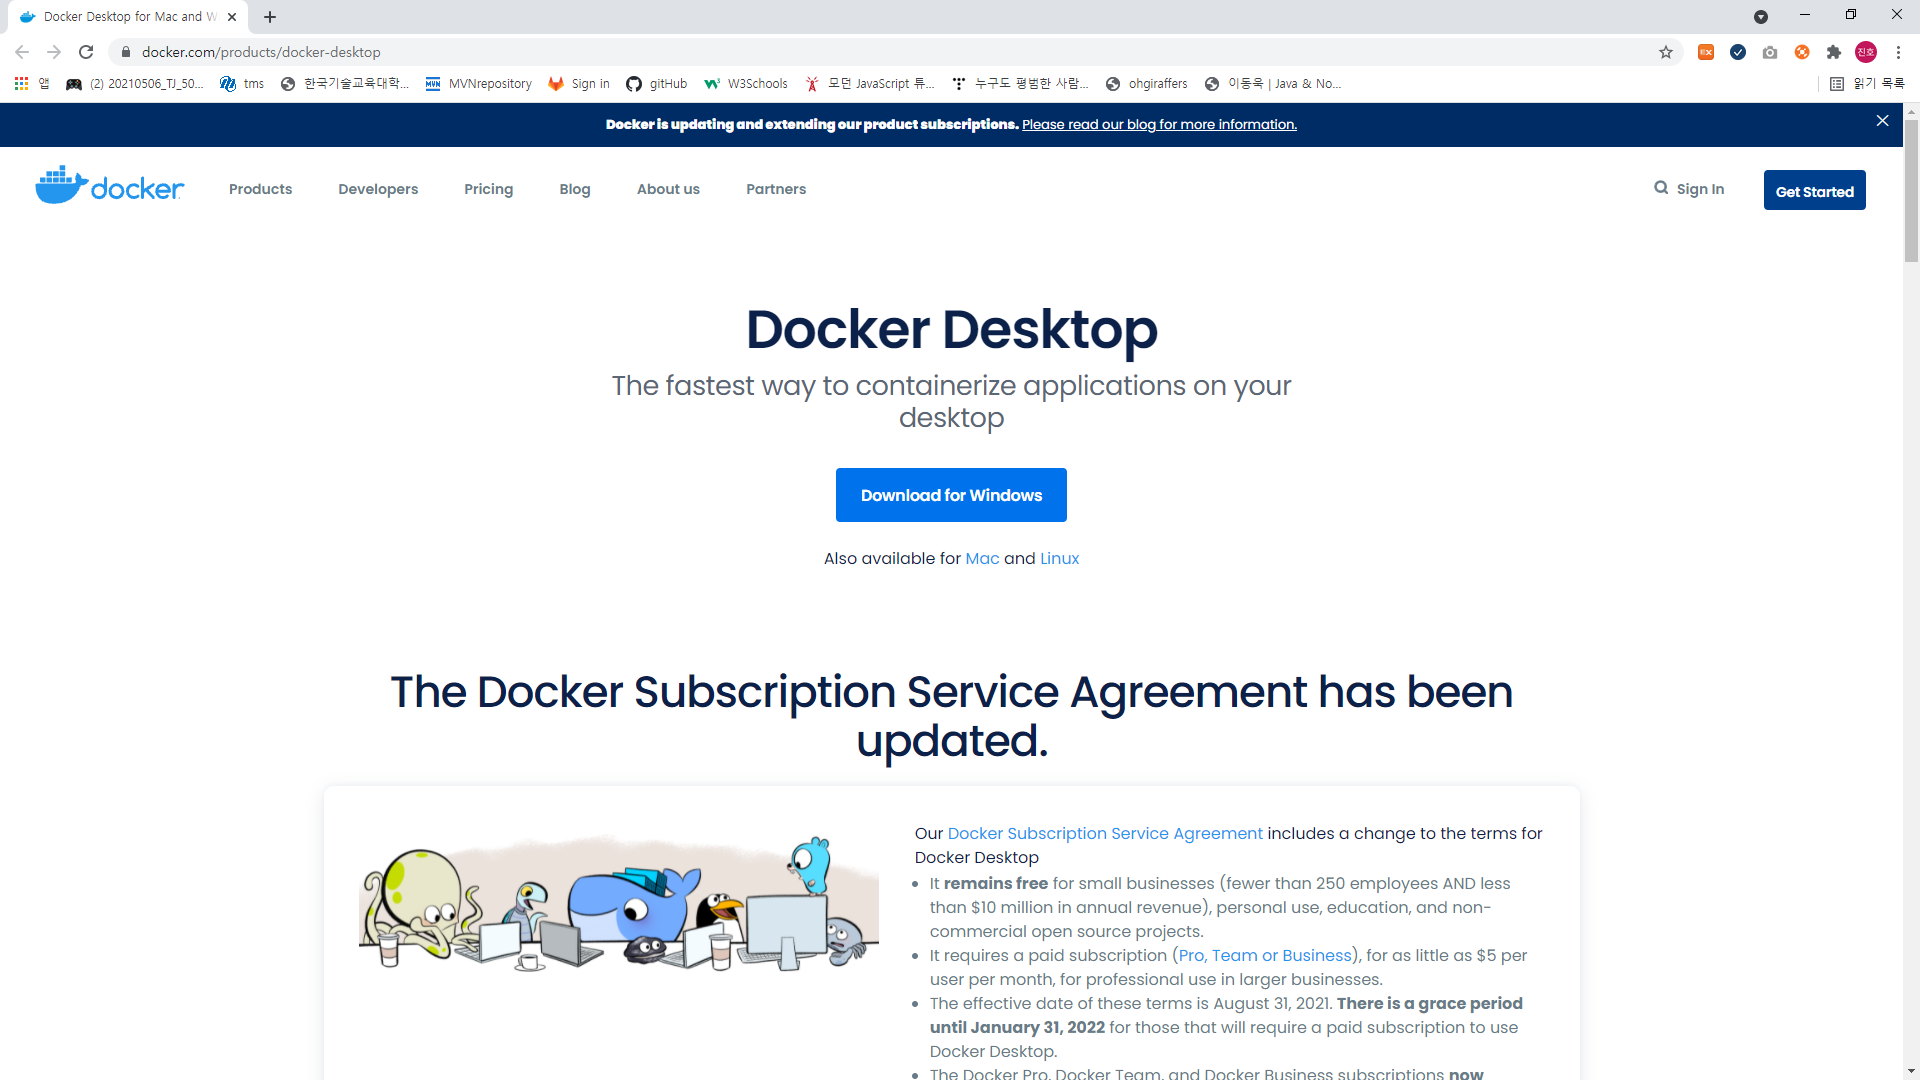 Docker Desktop for Mac and W
docker.com/products/docker-desktop
EX
진호
앱
(2) 20210506_TJ_50...
tms
한국기술교육대학...
MVN
MVNrepository
Sign in
gitHub
W3Schools
모던 JavaScript 튜...
누구도 평범한 사람...
ohgiraffers
이동욱 | Java & No...
읽기 목록
Docker is updating and extending our product subscriptions. Please read our blog for more information.
docker
Products
Developers
Pricing
Blog
About us
Partners
Sign In
Get Started
Docker Desktop
The fastest way to containerize applications on your
desktop
Download for Windows
Also available for Mac and Linux
The Docker Subscription Service Agreement has been
updated.
Our Docker Subscription Service Agreement includes a change to the terms for
Docker Desktop
It remains free for small businesses (fewer than 250 employees AND less
than $10 million in annual revenue), personal use, education, and non-
commercial open source projects.
It requires a paid subscription (Pro, Team or Business), for as little as $5 per
user per month, for professional use in larger businesses.
The effective date of these terms is August 31, 2021. There is a grace period
until January 31, 2022 for those that will require a paid subscription to use
Docker Desktop.
The Docker Pro, Docker Team, and Docker Business subscriptions now